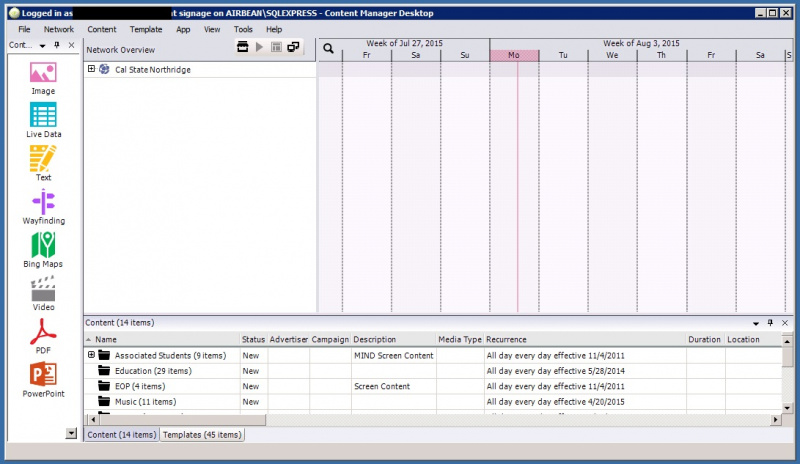 Logged in as t signage on AIRBEAN\SQLEXPRESS - Content Manager Desktop
File Network Content Template App View Tools Help
Cont...
Image
Live Data
Text
Wayfinding
Bing Maps
Video
PDF
PowerPoint
Network Overview
Cal State Northridge
Week of Jul 27, 2015 Week of Aug 3, 2015
Fr Sa Su Mo Tu We Th Fr Sa S
Content (14 items)
Name Status Advertiser Campaign Description Media Type Recurrence Duration Location
Associated Students (9 items) New MIND Screen Content All day every day effective 11/4/2011
Education (29 items) New All day every day effective 5/28/2014
EOP (4 items) New Screen Content All day every day effective 11/4/2011
Music (11 items) New All day every day effective 4/20/2015
Content (14 items) Templates (45 items)